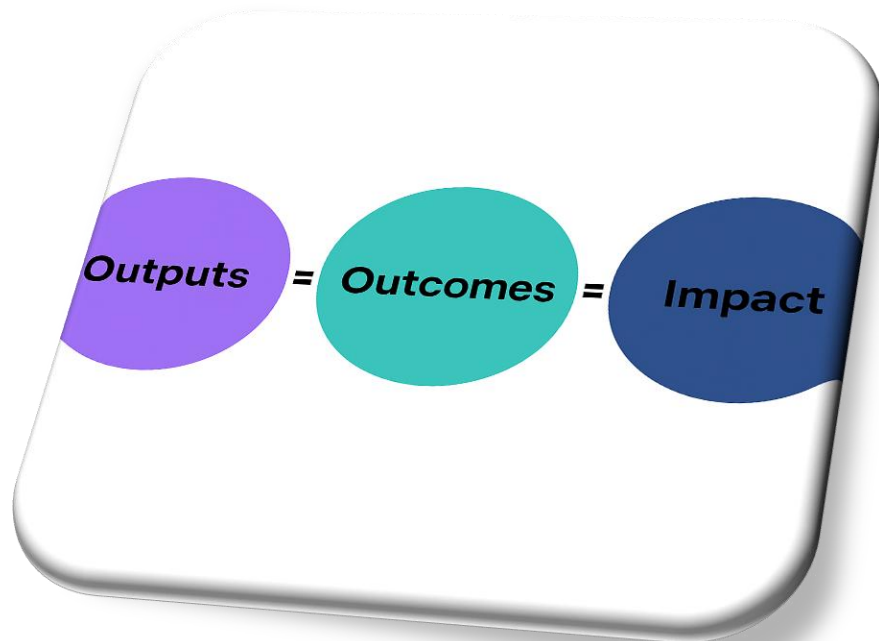 Outputs = Outcomes = Impact